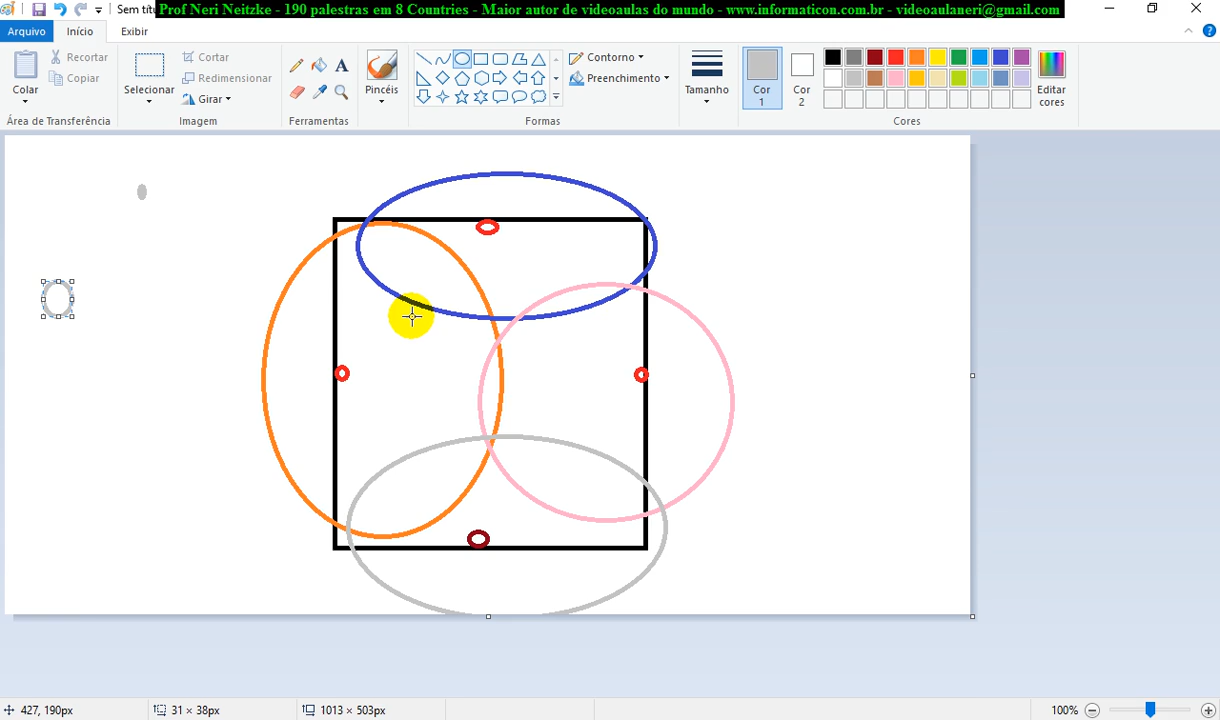 Sem tít
Prof Neri Neitzke - 190 palestras em 8 Countries - Maior autor de videoaulas do mundo - www.informaticon.com.br - videoaulaneri@gmail.com
Arquivo Início Exibir
Colar
Recortar
Copiar
Área de Transferência
Selecionar
Cortar
Redimensionar
Girar
Imagem
Ferramentas
Pincéis
Formas
Contorno
Preenchimento
Tamanho
Cor 1
Cor 2
Editar cores
Cores
427, 190px 31 × 38px 1013 × 503px 100%